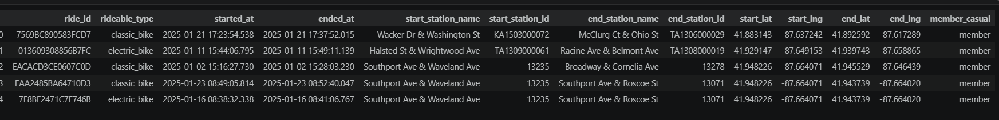 ride_id rideable_type started_at ended_at start_station_name start_station_id end_station_name end_station_id start_lat start_lng end_lat end_lng member_casual
0 7569BC890583FCD7 classic_bike 2025-01-21 17:23:54.538 2025-01-21 17:37:52.015 Wacker Dr & Washington St KA1503000072 McClurg Ct & Ohio St TA1306000029 41.883143 -87.637242 41.892592 -87.617289 member
1 013609308856B7FC electric_bike 2025-01-11 15:44:06.795 2025-01-11 15:49:11.139 Halsted St & Wrightwood Ave TA1309000061 Racine Ave & Belmont Ave TA1308000019 41.929147 -87.649153 41.939743 -87.658865 member
2 EACACD3CE0607C0D classic_bike 2025-01-02 15:16:27.730 2025-01-02 15:28:03.230 Southport Ave & Waveland Ave 13235 Broadway & Cornelia Ave 13278 41.948226 -87.664071 41.945529 -87.646439 member
3 EAA2485BA64710D3 classic_bike 2025-01-23 08:49:05.814 2025-01-23 08:52:40.047 Southport Ave & Waveland Ave 13235 Southport Ave & Roscoe St 13071 41.948226 -87.664071 41.943739 -87.664020 member
4 7F8BE2471C7F746B electric_bike 2025-01-16 08:38:32.338 2025-01-16 08:41:06.767 Southport Ave & Waveland Ave 13235 Southport Ave & Roscoe St 13071 41.948226 -87.664071 41.943739 -87.664020 member